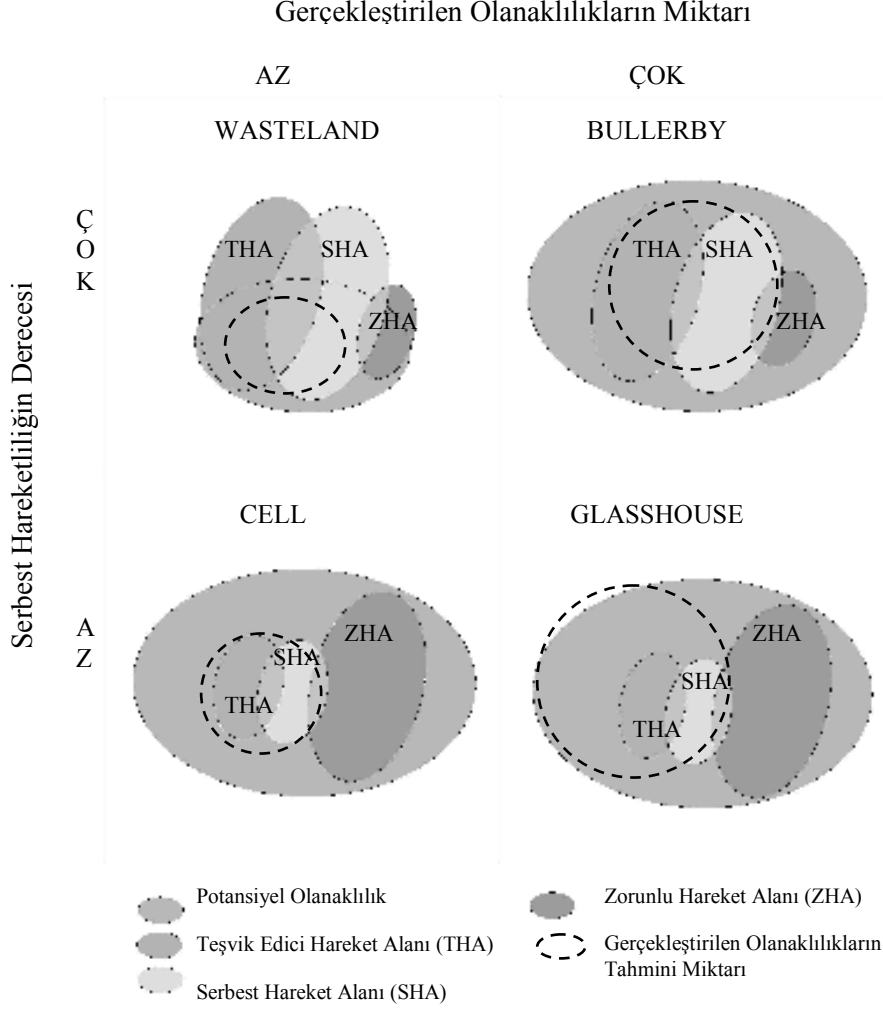 Gerçekleştirilen Olanaklılıkların Miktarı
AZ
ÇOK
WASTELAND
BULLERBY
Serbest Hareketliliğin Derecesi
ÇOK
THA
SHA
ZHA
THA
SHA
ZHA
CELL
GLASSHOUSE
AZ
SHA
ZHA
THA
ZHA
SHA
THA
Potansiyel Olanaklılık
Teşvik Edici Hareket Alanı (THA)
Serbest Hareket Alanı (SHA)
Zorunlu Hareket Alanı (ZHA)
Gerçekleştirilen Olanaklılıkların
Tahmini Miktarı